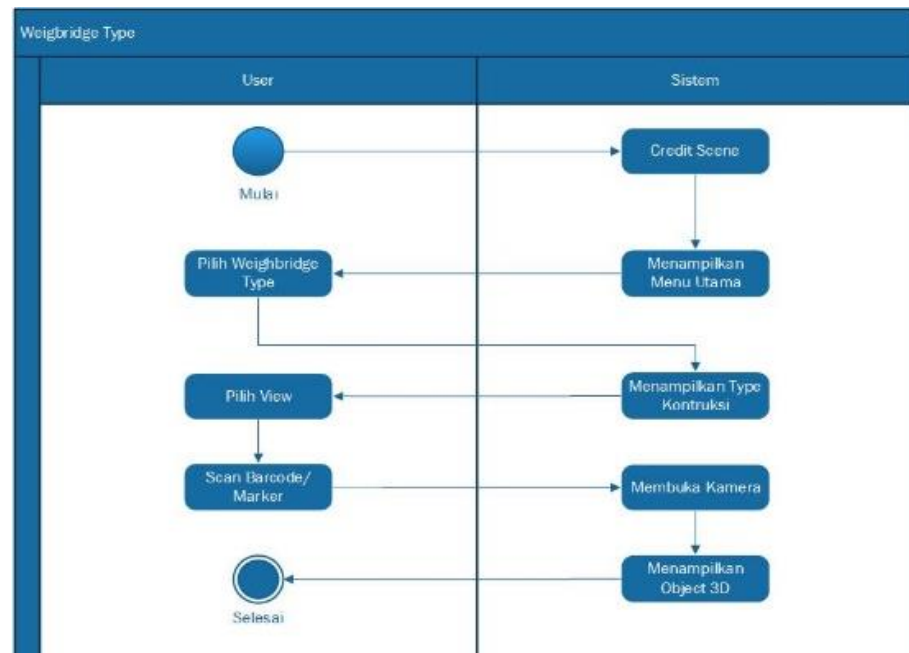 Weigbridge Type
User
Sistem
Credit Scene
Mulai
Pilih Weighbridge
Type
Menampilkan
Menu Utama
Pilih View
Menampilkan Type
Kontruksi
Scan Barcode/
Marker
Membuka Kamera
Menampilkan
Object 3D
Selesai